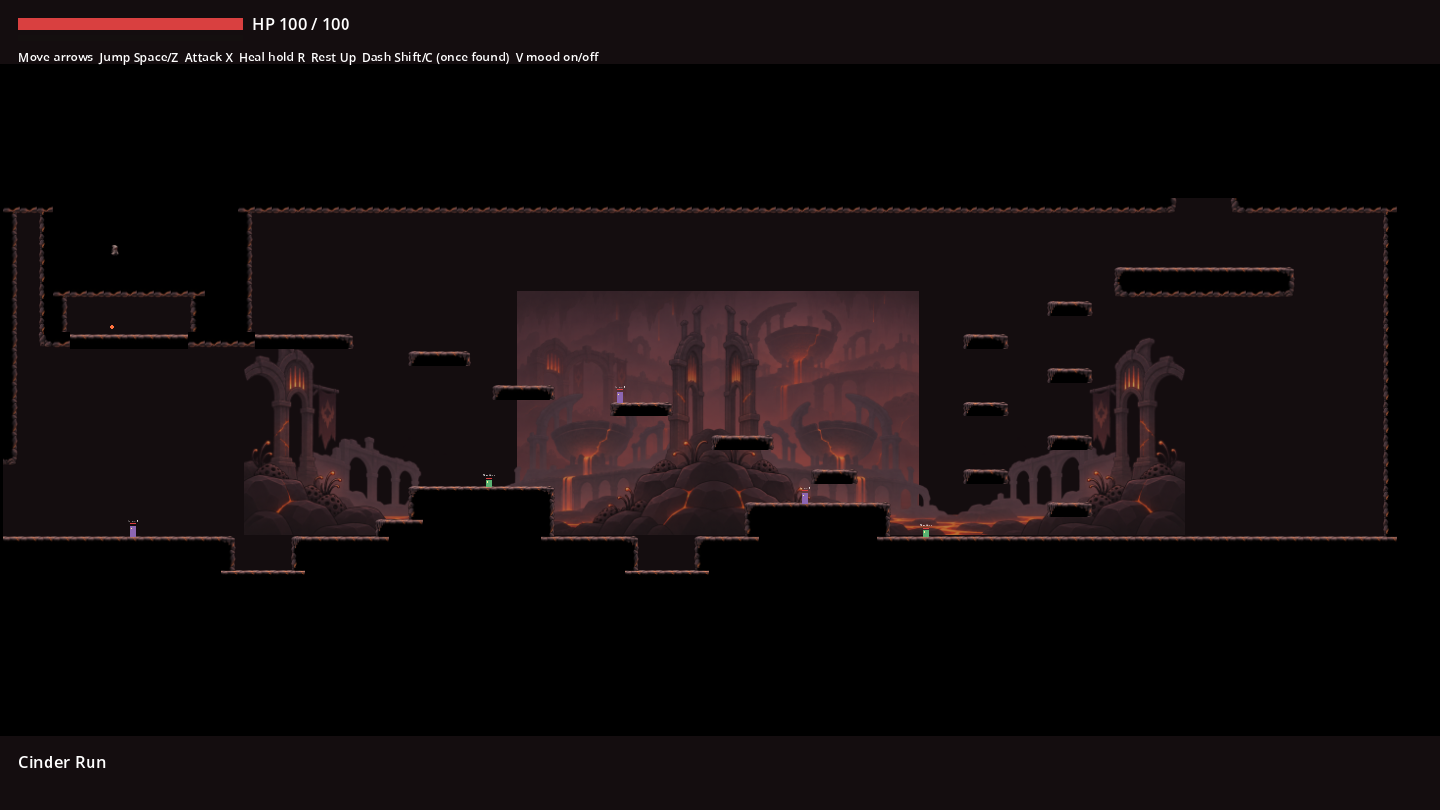 HP 100 / 100
Move arrows  Jump Space/Z  Attack X  Heal hold R  Rest Up  Dash Shift/C (once found)  V mood on/off
Cinder Run